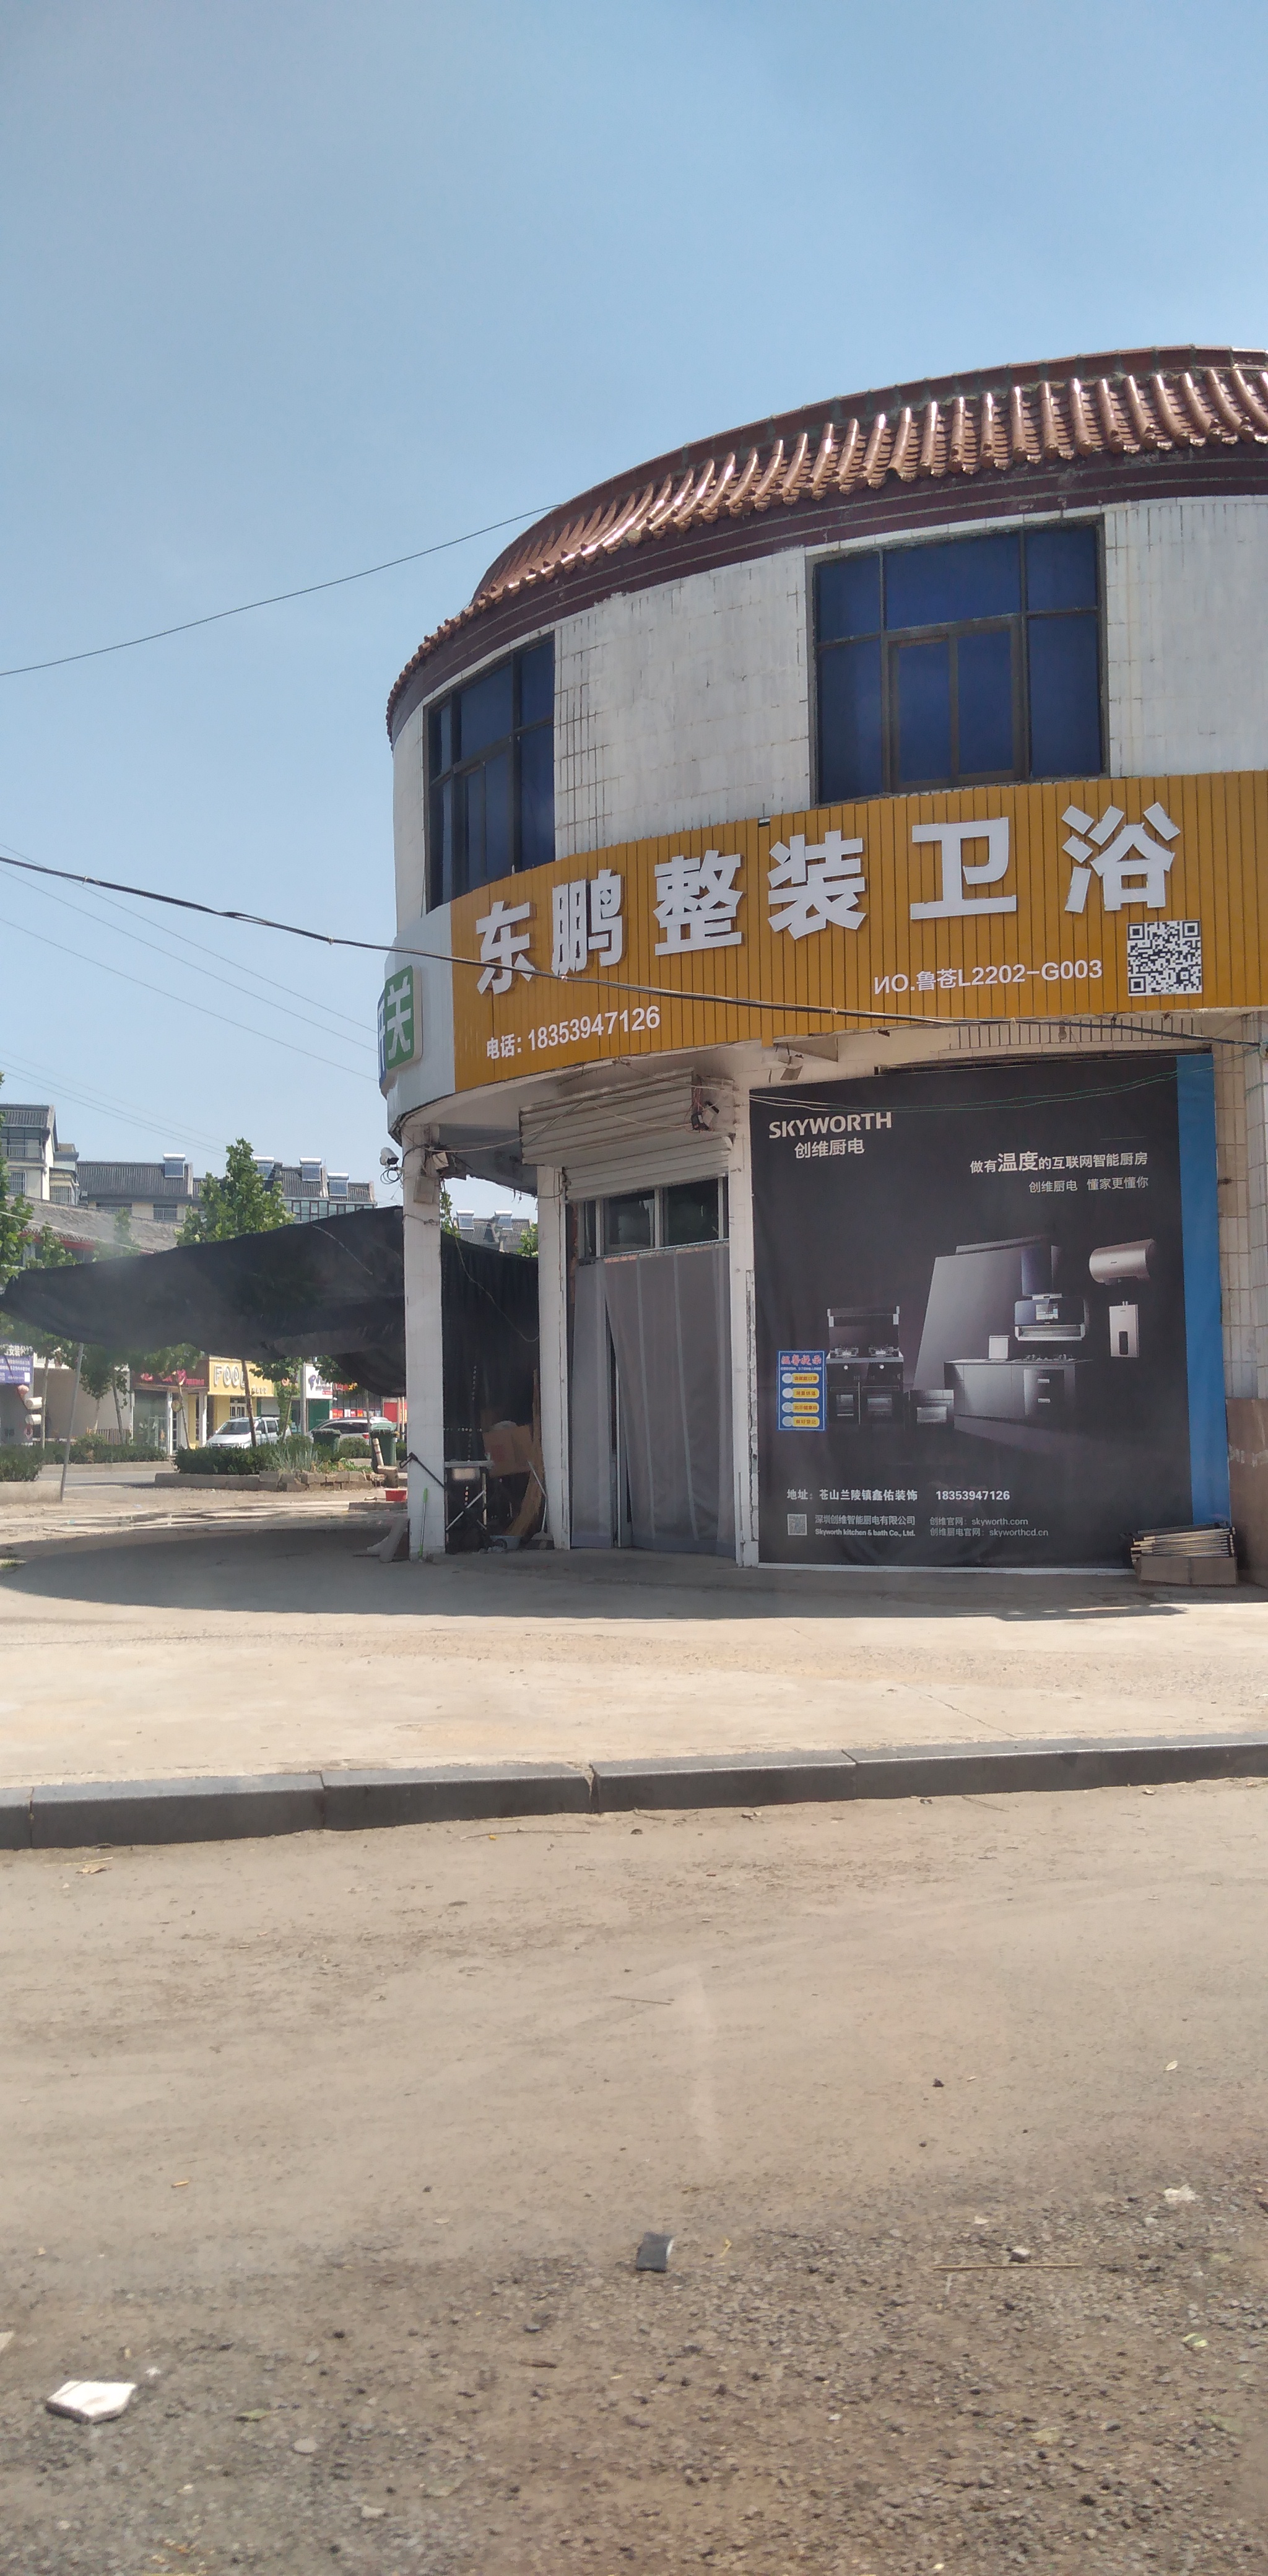 东鹏整装卫浴
NO.鲁苍L2202-G003
电话: 18353947126
关
SKYWORTH
创维厨电
做有温度的互联网智能厨房
创维厨电 懂家更懂你
地址: 苍山兰陵镇鑫佑装饰 18353947126
深圳创维智能厨电有限公司
Skyworth kitchen & bath Co., Ltd.
创维官网: skyworth.com
创维厨电官网: skyworthcd.cn
FOO